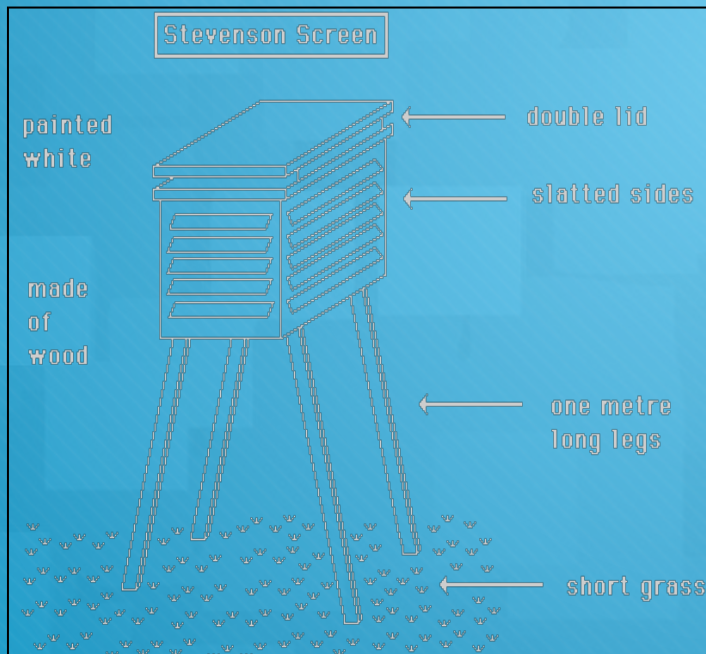 Stevenson Screen
painted
white
double lid
slatted sides
made
of
wood
one metre
long legs
short grass